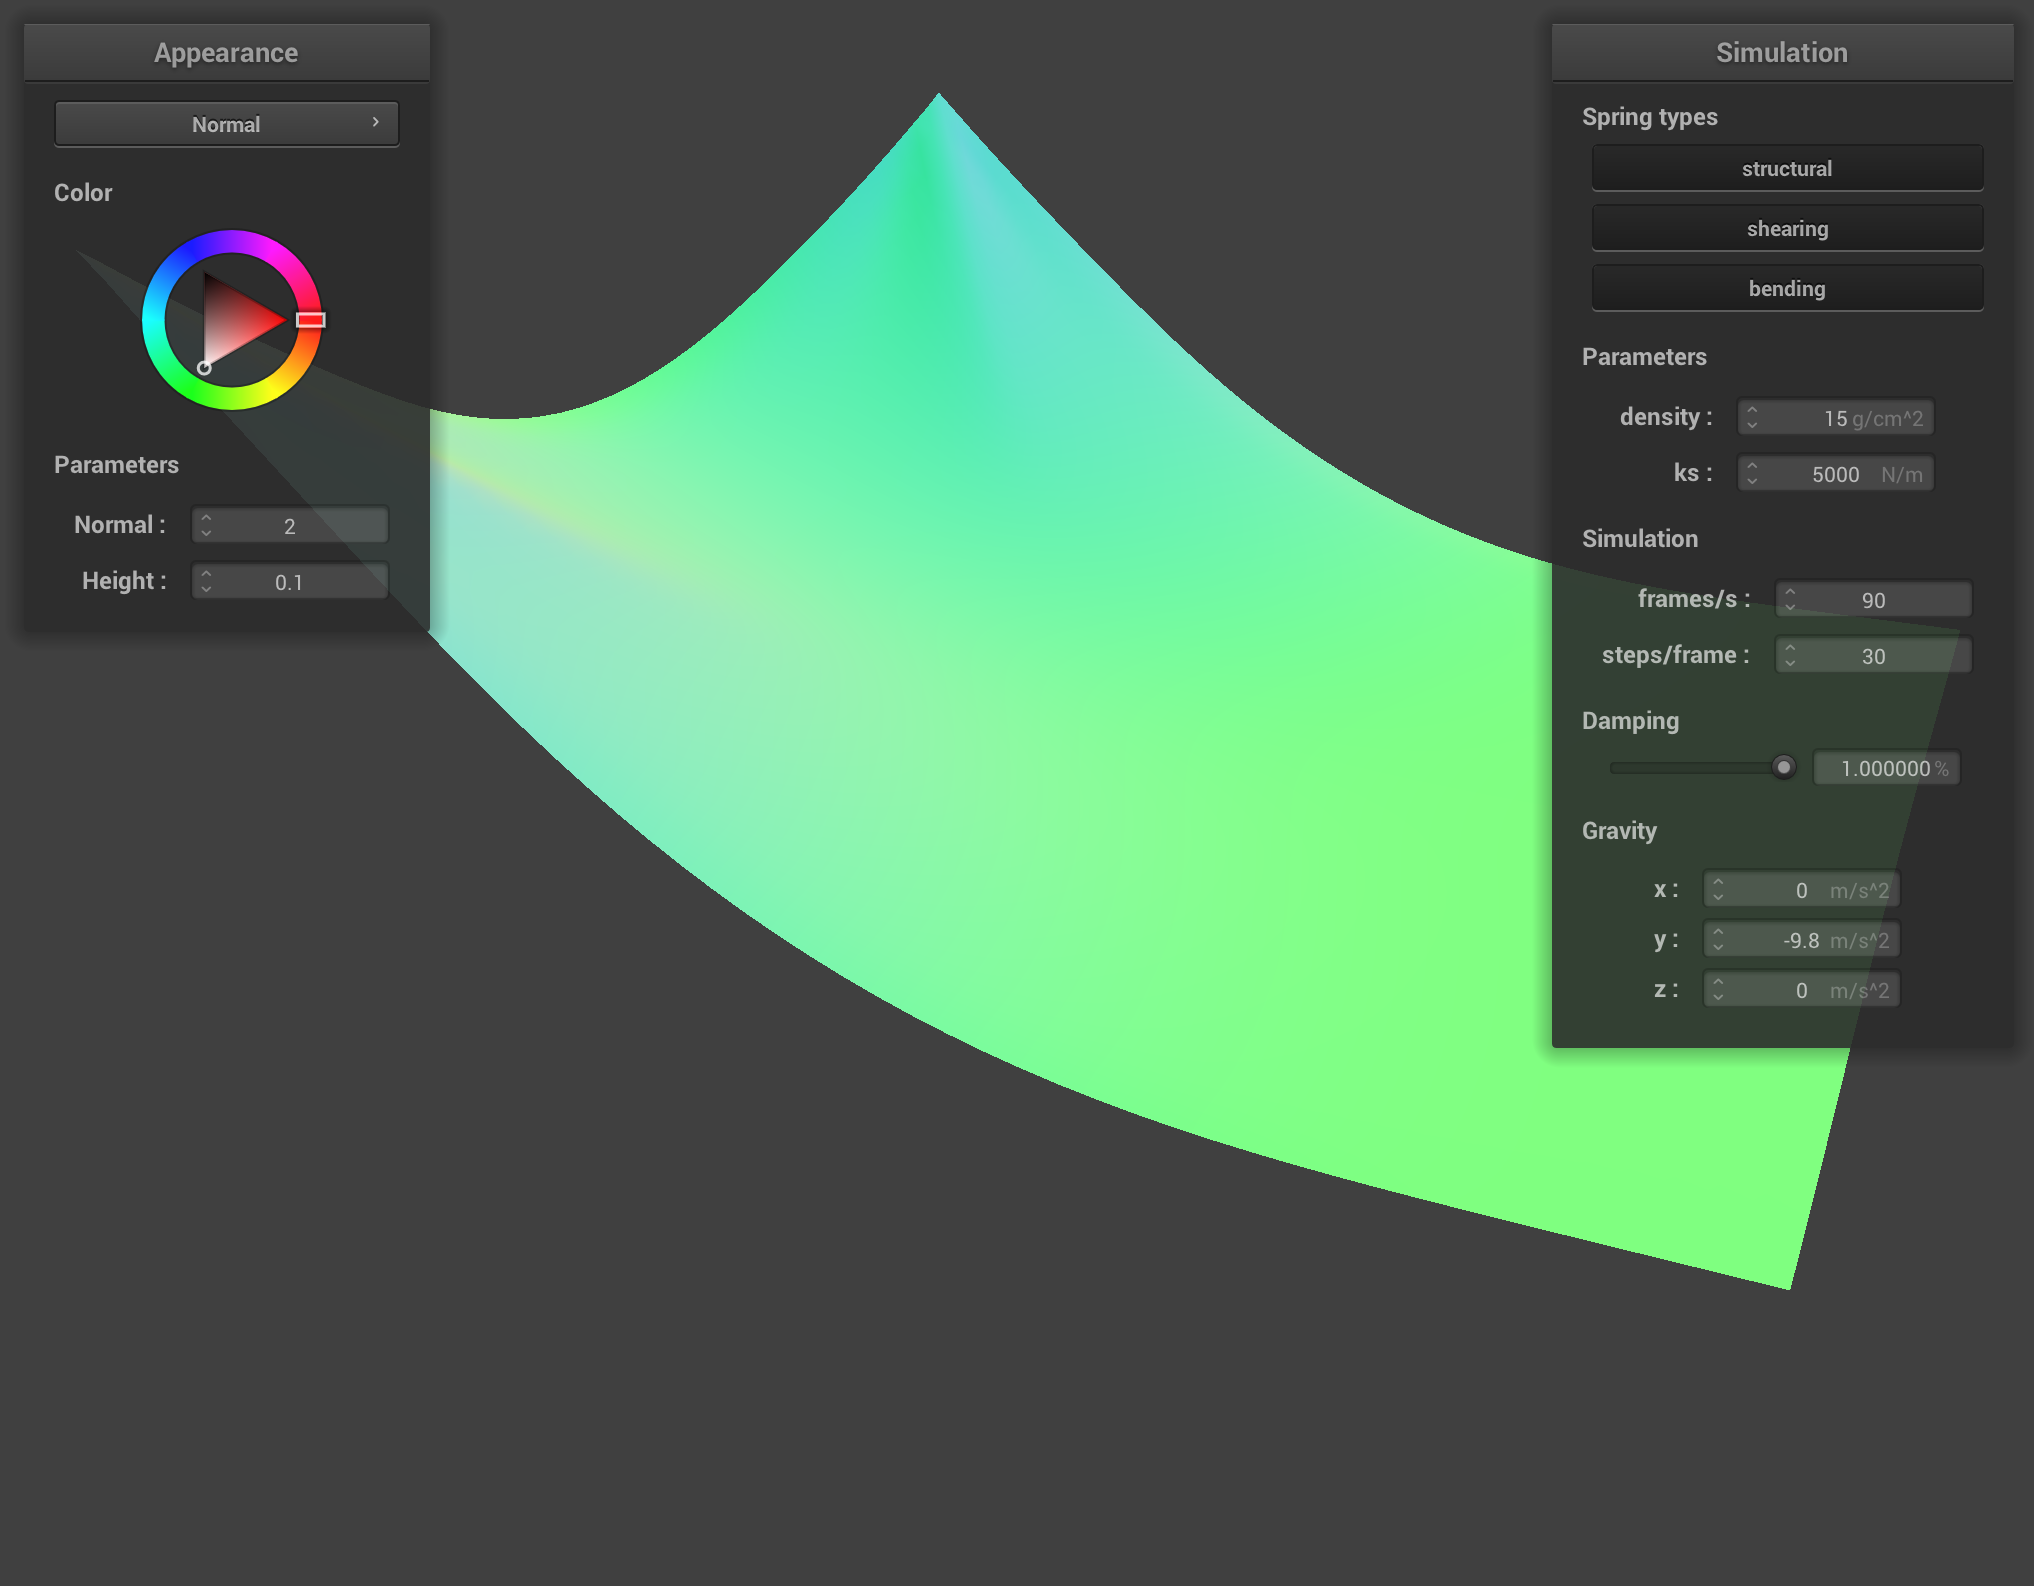 Appearance
Normal
Color
Parameters
Normal : 2
Height : 0.1
Simulation
Spring types
structural
shearing
bending
Parameters
density : 15 g/cm^2
ks : 5000 N/m
Simulation
frames/s : 90
steps/frame : 30
Damping
1.000000 %
Gravity
x : 0 m/s^2
y : -9.8 m/s^2
z : 0 m/s^2